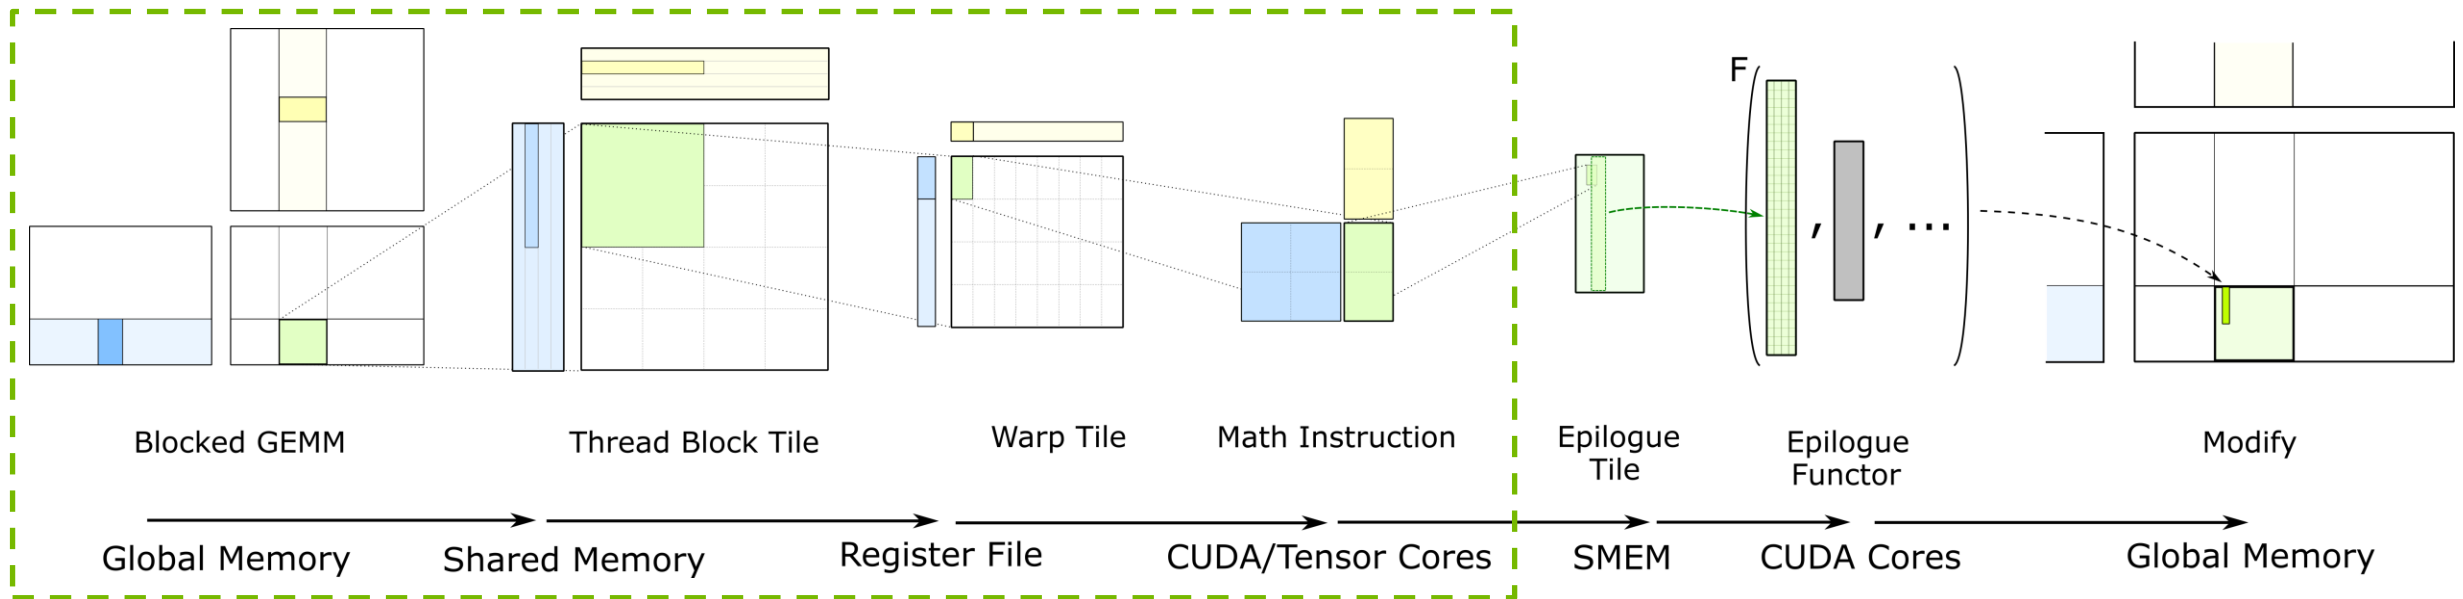 F
, , ...
Blocked GEMM
Thread Block Tile
Warp Tile
Math Instruction
Epilogue
Tile
Epilogue
Functor
Modify
Global Memory
Shared Memory
Register File
CUDA/Tensor Cores
SMEM
CUDA Cores
Global Memory